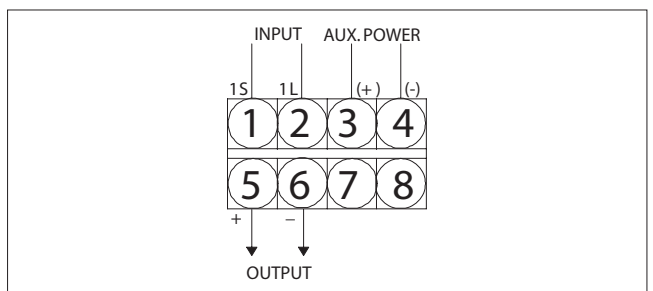 INPUT AUX. POWER
1S 1L (+) (-)
1 2 3 4
5 6 7 8
+ –
OUTPUT